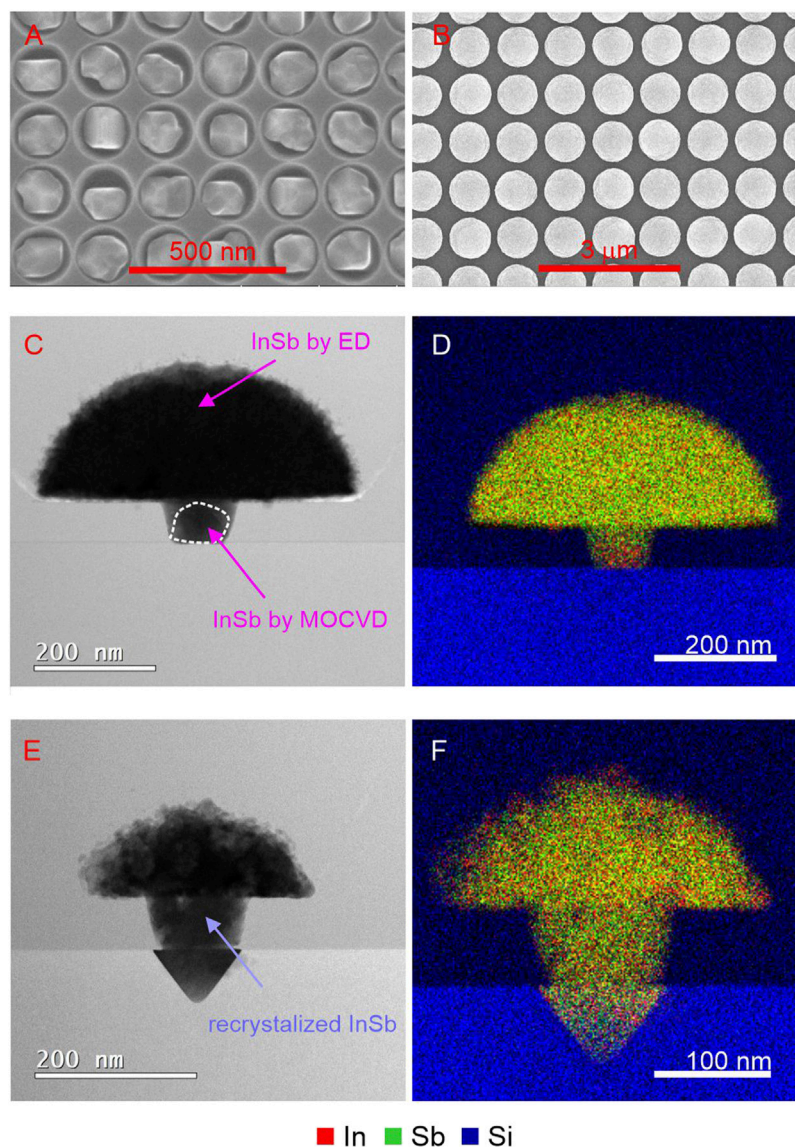 A
500 nm
B
3 μm
C
InSb by ED
InSb by MOCVD
200 nm
D
200 nm
E
recrystalized InSb
200 nm
F
100 nm
In Sb Si